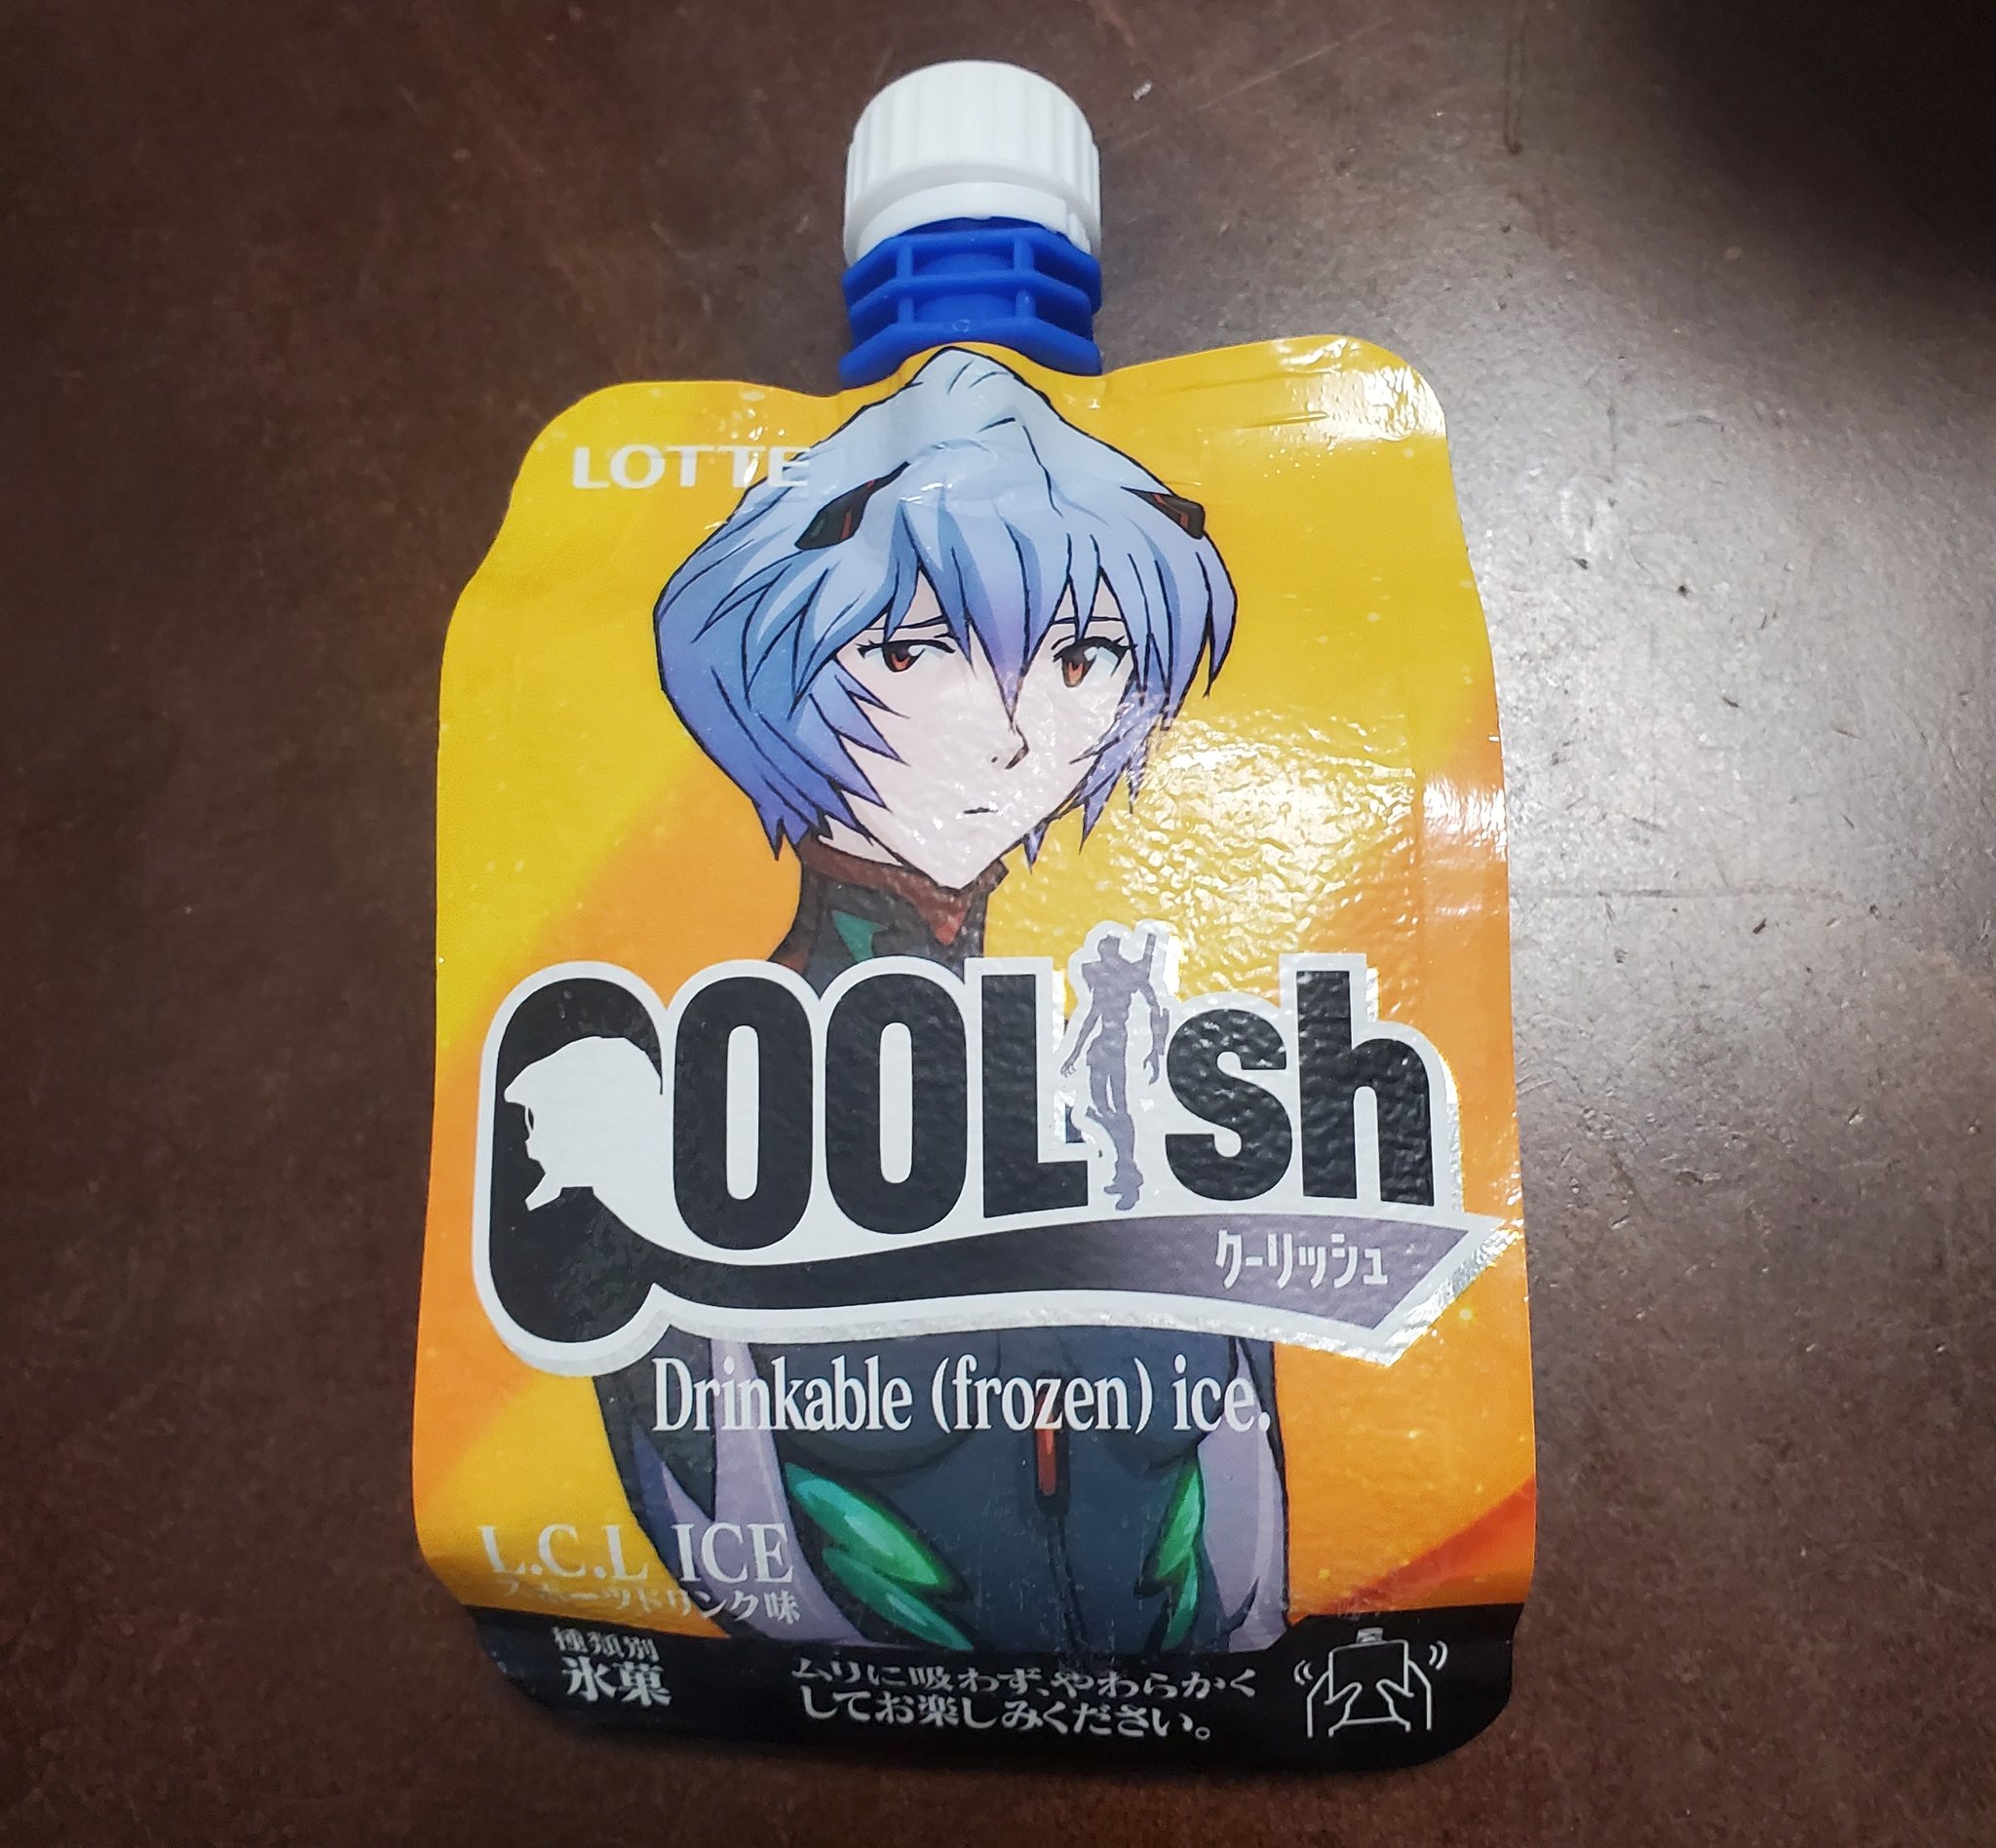 LOTTE
COOLish
クーリッシュ
Drinkable (frozen) ice.
L.C.L ICE
スポーツドリンク味
種類別
氷菓
ムリに吸わず、やわらかく
してお楽しみください。